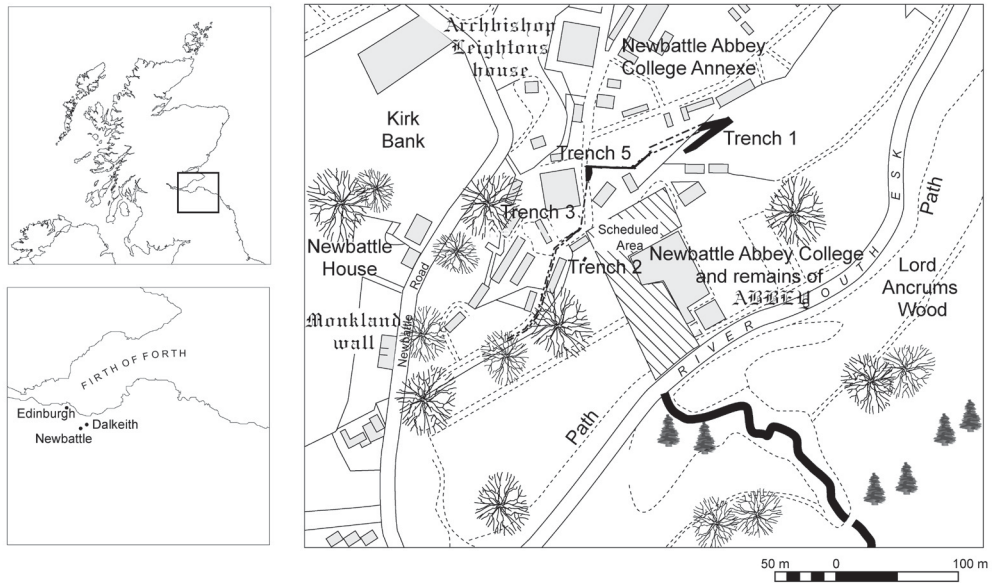 Edinburgh
Dalkeith
Newbattle
FIRTH OF FORTH
Archbishop
Leightons
house
Newbattle Abbey
College Annexe
Kirk
Bank
Trench 1
Trench 5
Trench 3
Trench 2
Scheduled
Area
Newbattle Abbey College
and remains of
ABBEY
Newbattle
House
Monkland
wall
Newbattle Road
RIVER SOUTH ESK
Path
Lord
Ancrums
Wood
Path
50 m 0 100 m